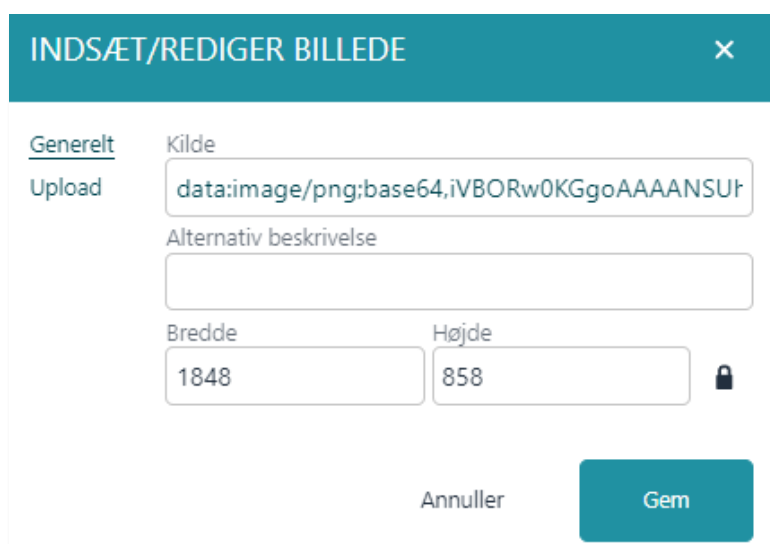 INDSÆT/REDIGER BILLEDE
Generelt
Upload
Kilde
data:image/png;base64,iVBORw0KGgoAAAANSUh
Alternativ beskrivelse
Bredde
Højde
1848
858
Annuller
Gem